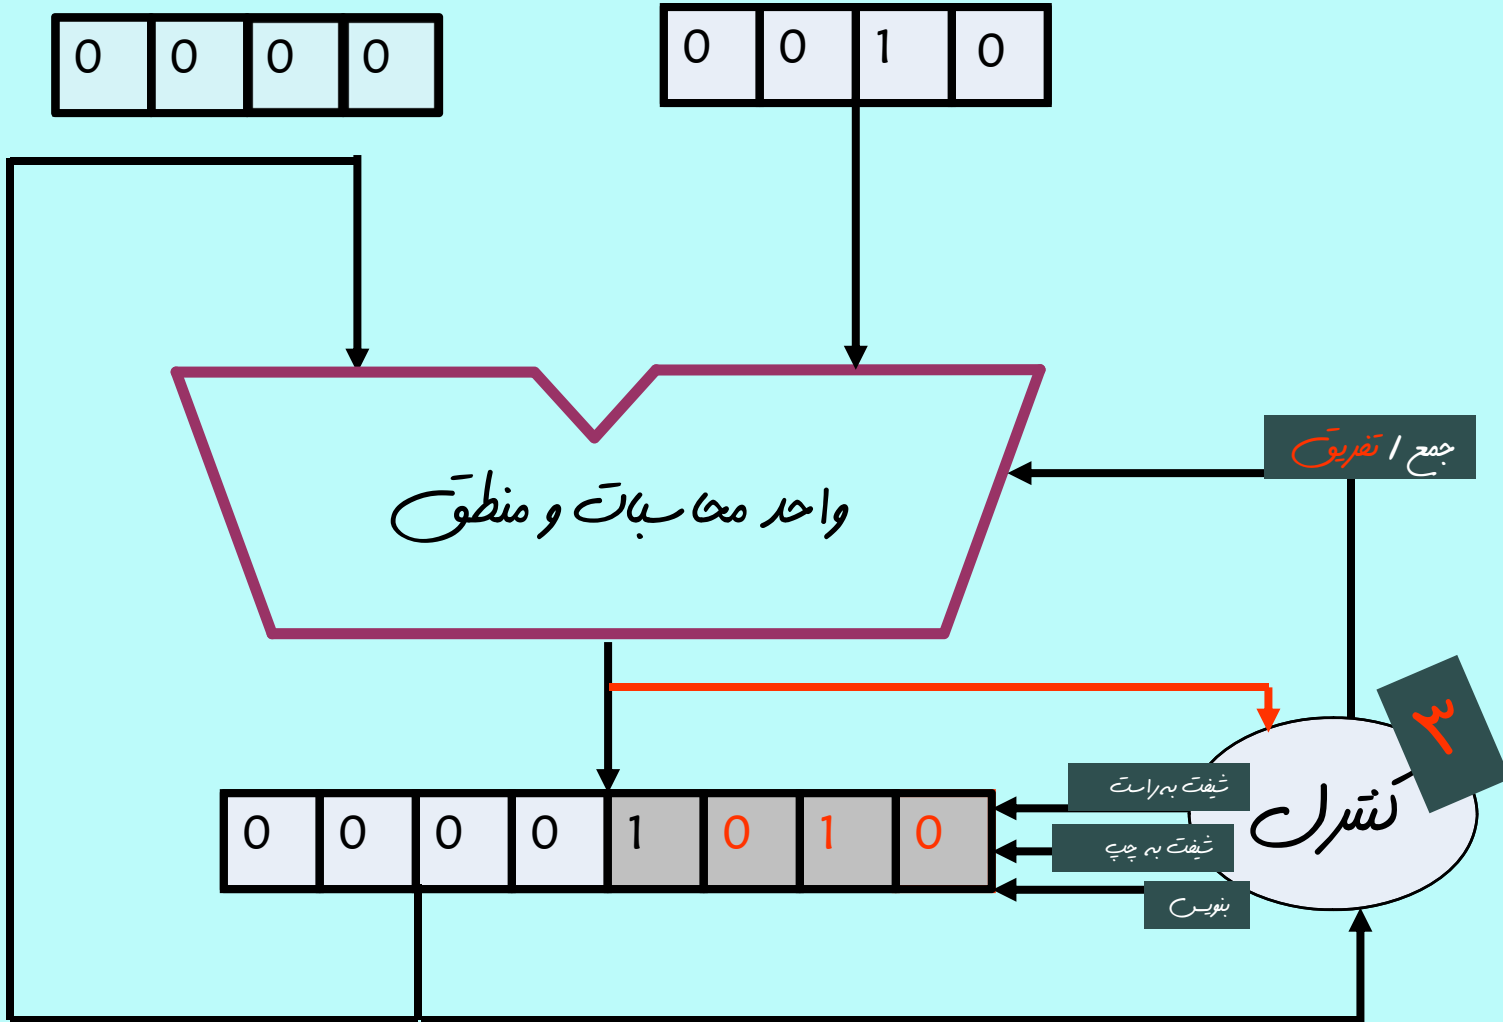 0 0 0 0
0 0 1 0
جمع / تفریق
واحد محاسبات و منطق
۳
کنترل
شیفت به راست
شیفت به چپ
بنویس
0 0 0 0 1 0 1 0